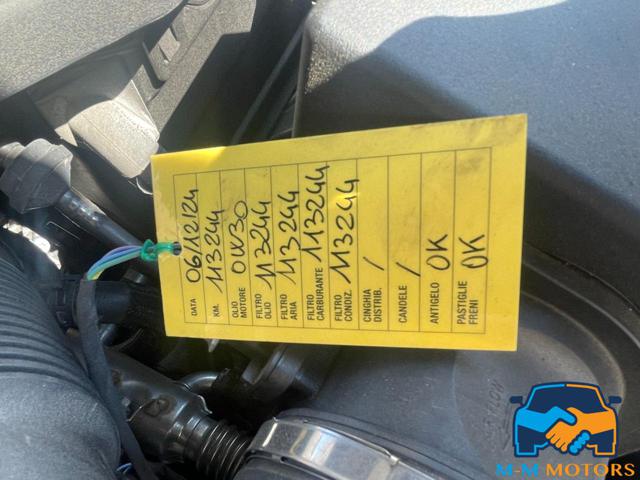 DATA 06/12/24
KM. 113244
OLIO MOTORE 0W30
FILTRO OLIO 113244
FILTRO ARIA 113244
FILTRO CARBURANTE 113244
FILTRO CONDIZ. 113244
CINGHIA DISTRIB. /
CANDELE /
ANTIGELO OK
PASTIGLIE FRENI OK
M-M MOTORS